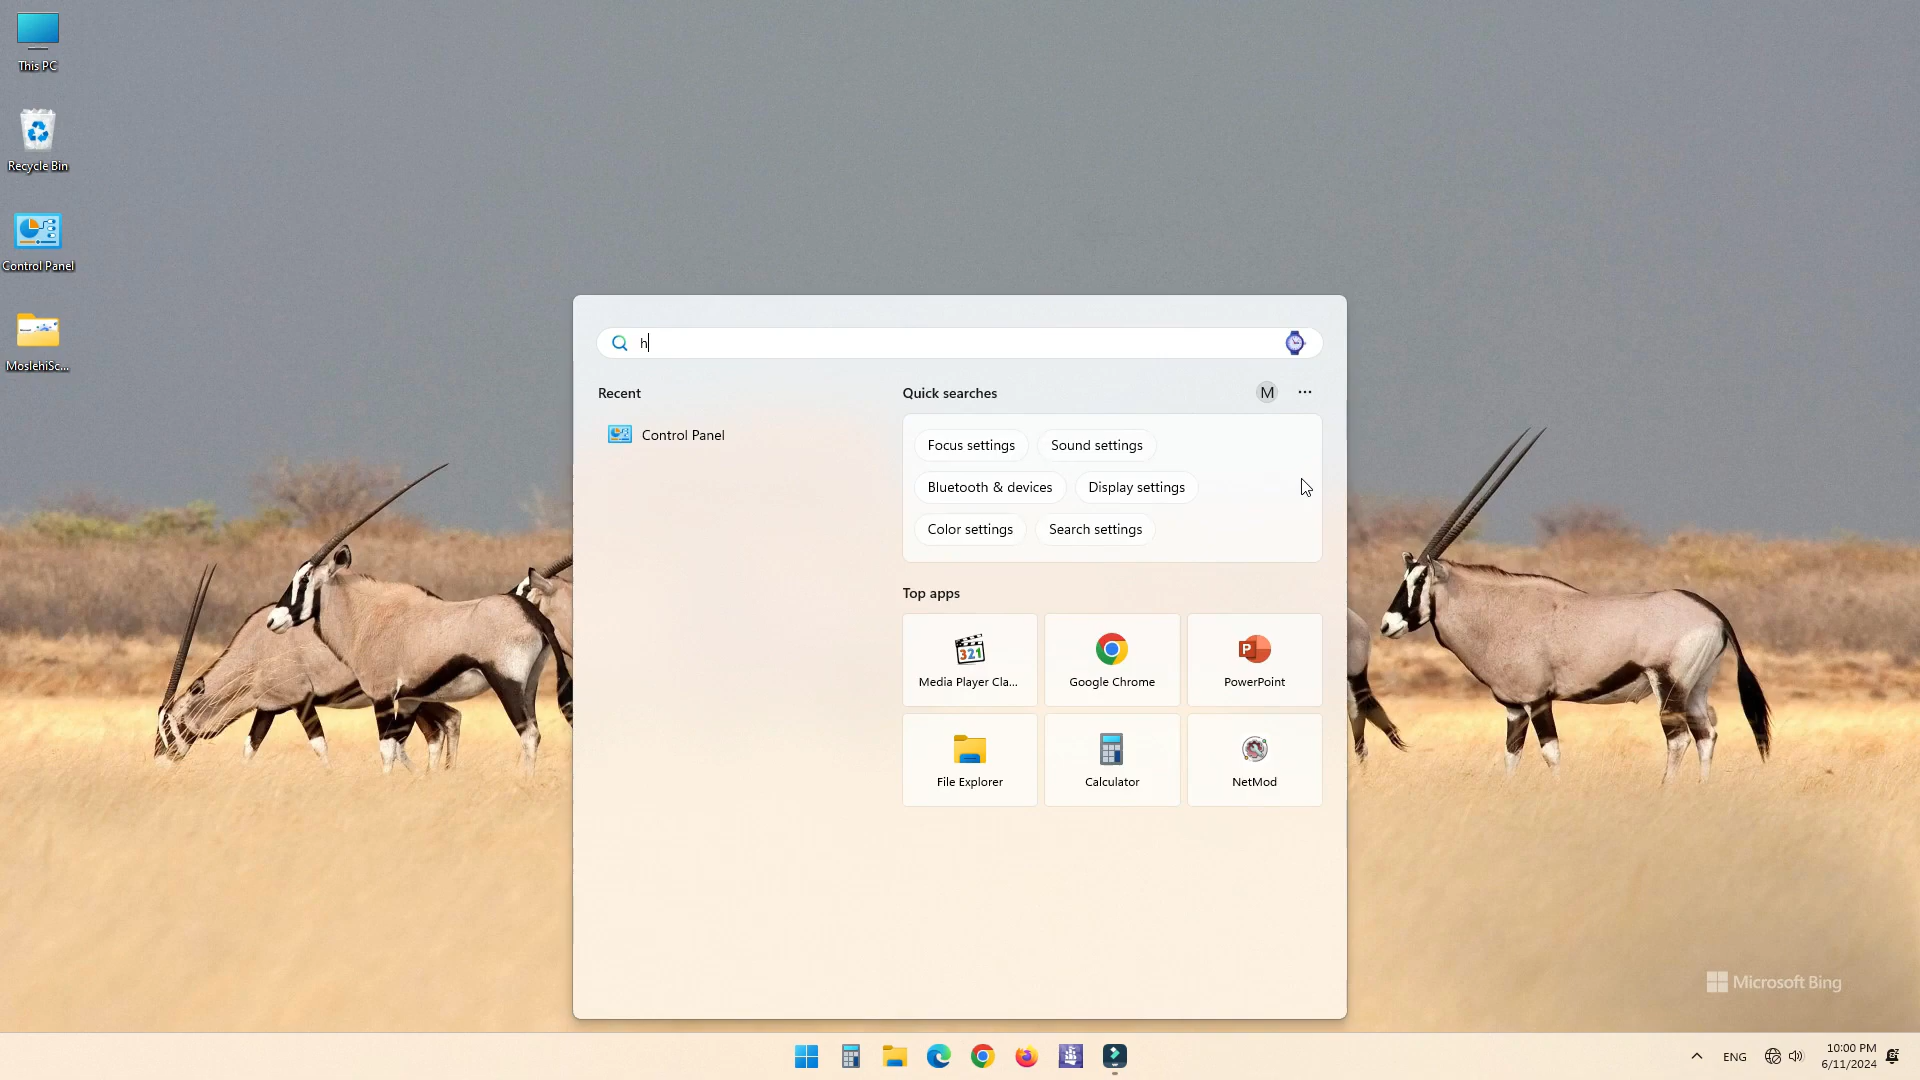 This PC
Recycle Bin
Control Panel
MoslehiSc...
h
Recent
Control Panel
Quick searches
M
Focus settings
Sound settings
Bluetooth & devices
Display settings
Color settings
Search settings
Top apps
321
Media Player Cla...
Google Chrome
P
PowerPoint
File Explorer
Calculator
NetMod
Microsoft Bing
ENG
10:00 PM
6/11/2024